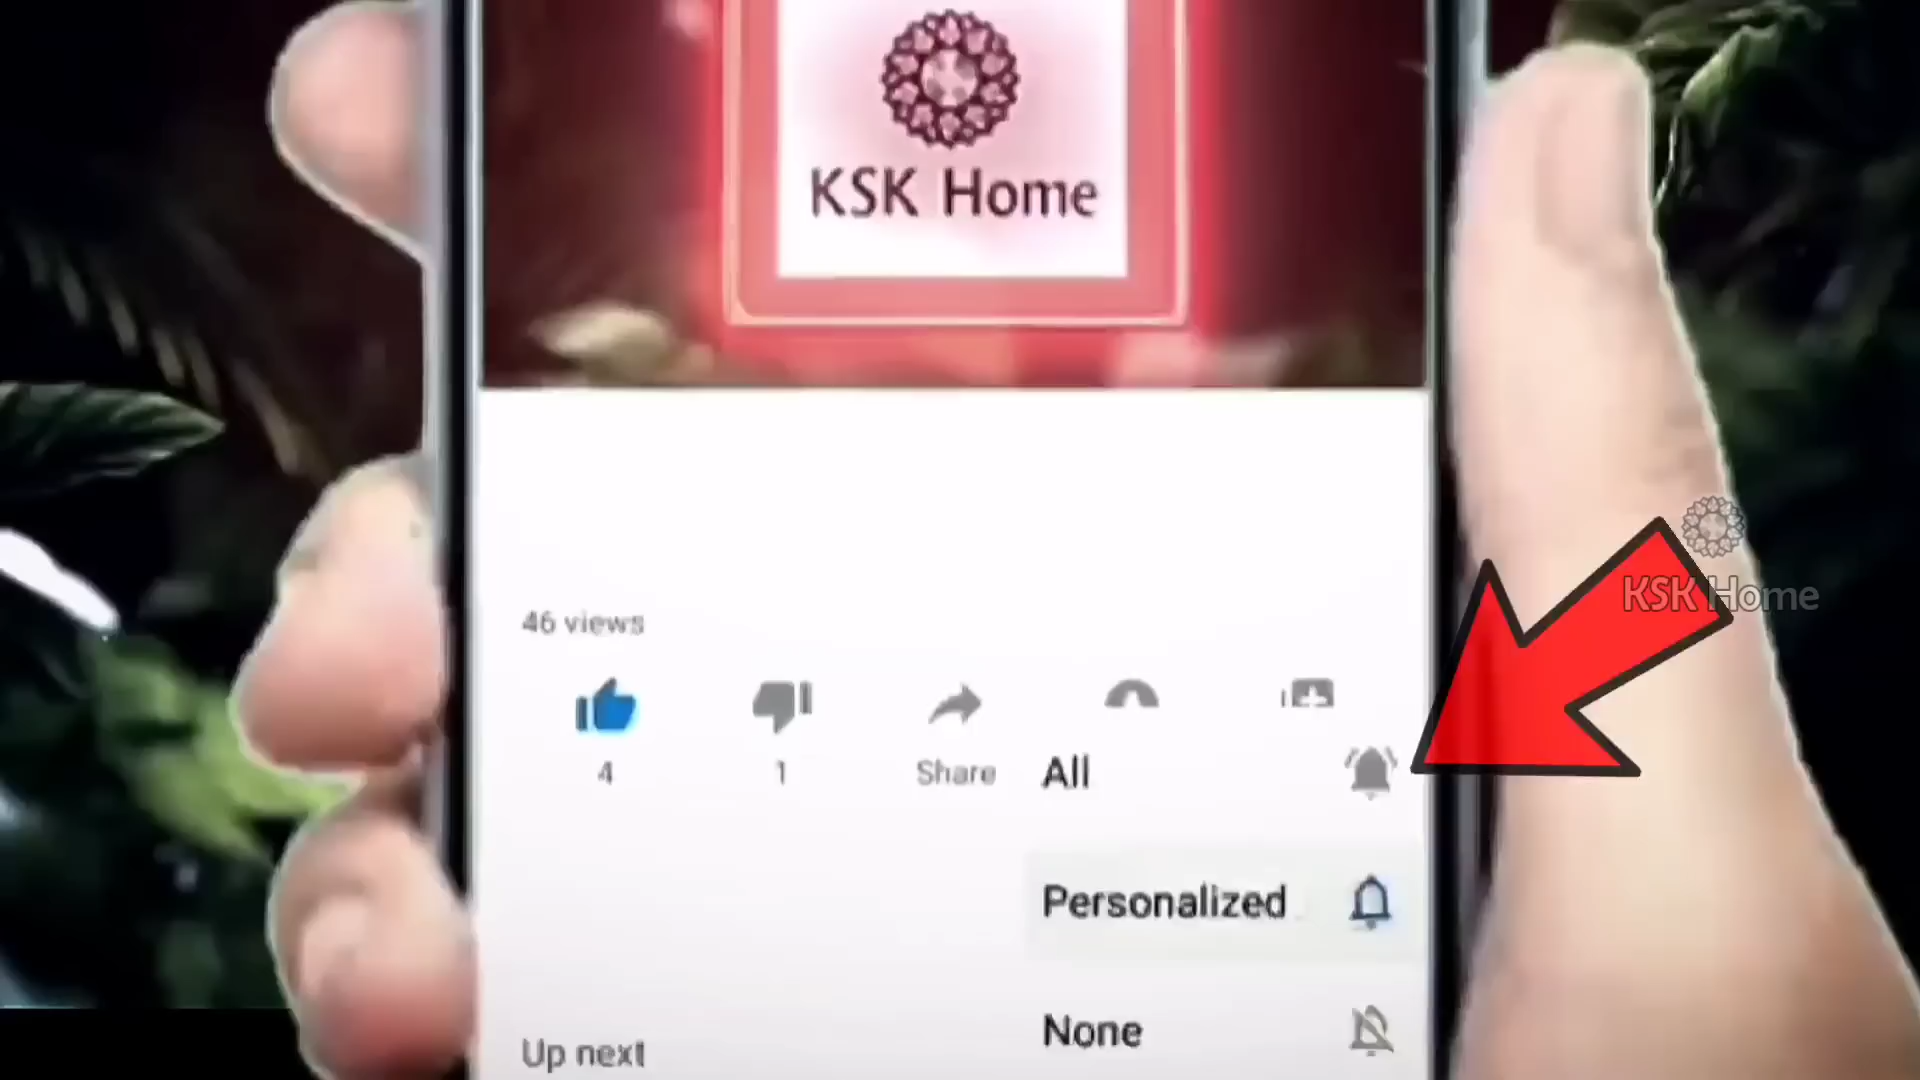 KSK Home
46 views
4
1
Share
All
Personalized
None
Up next
KSK Home